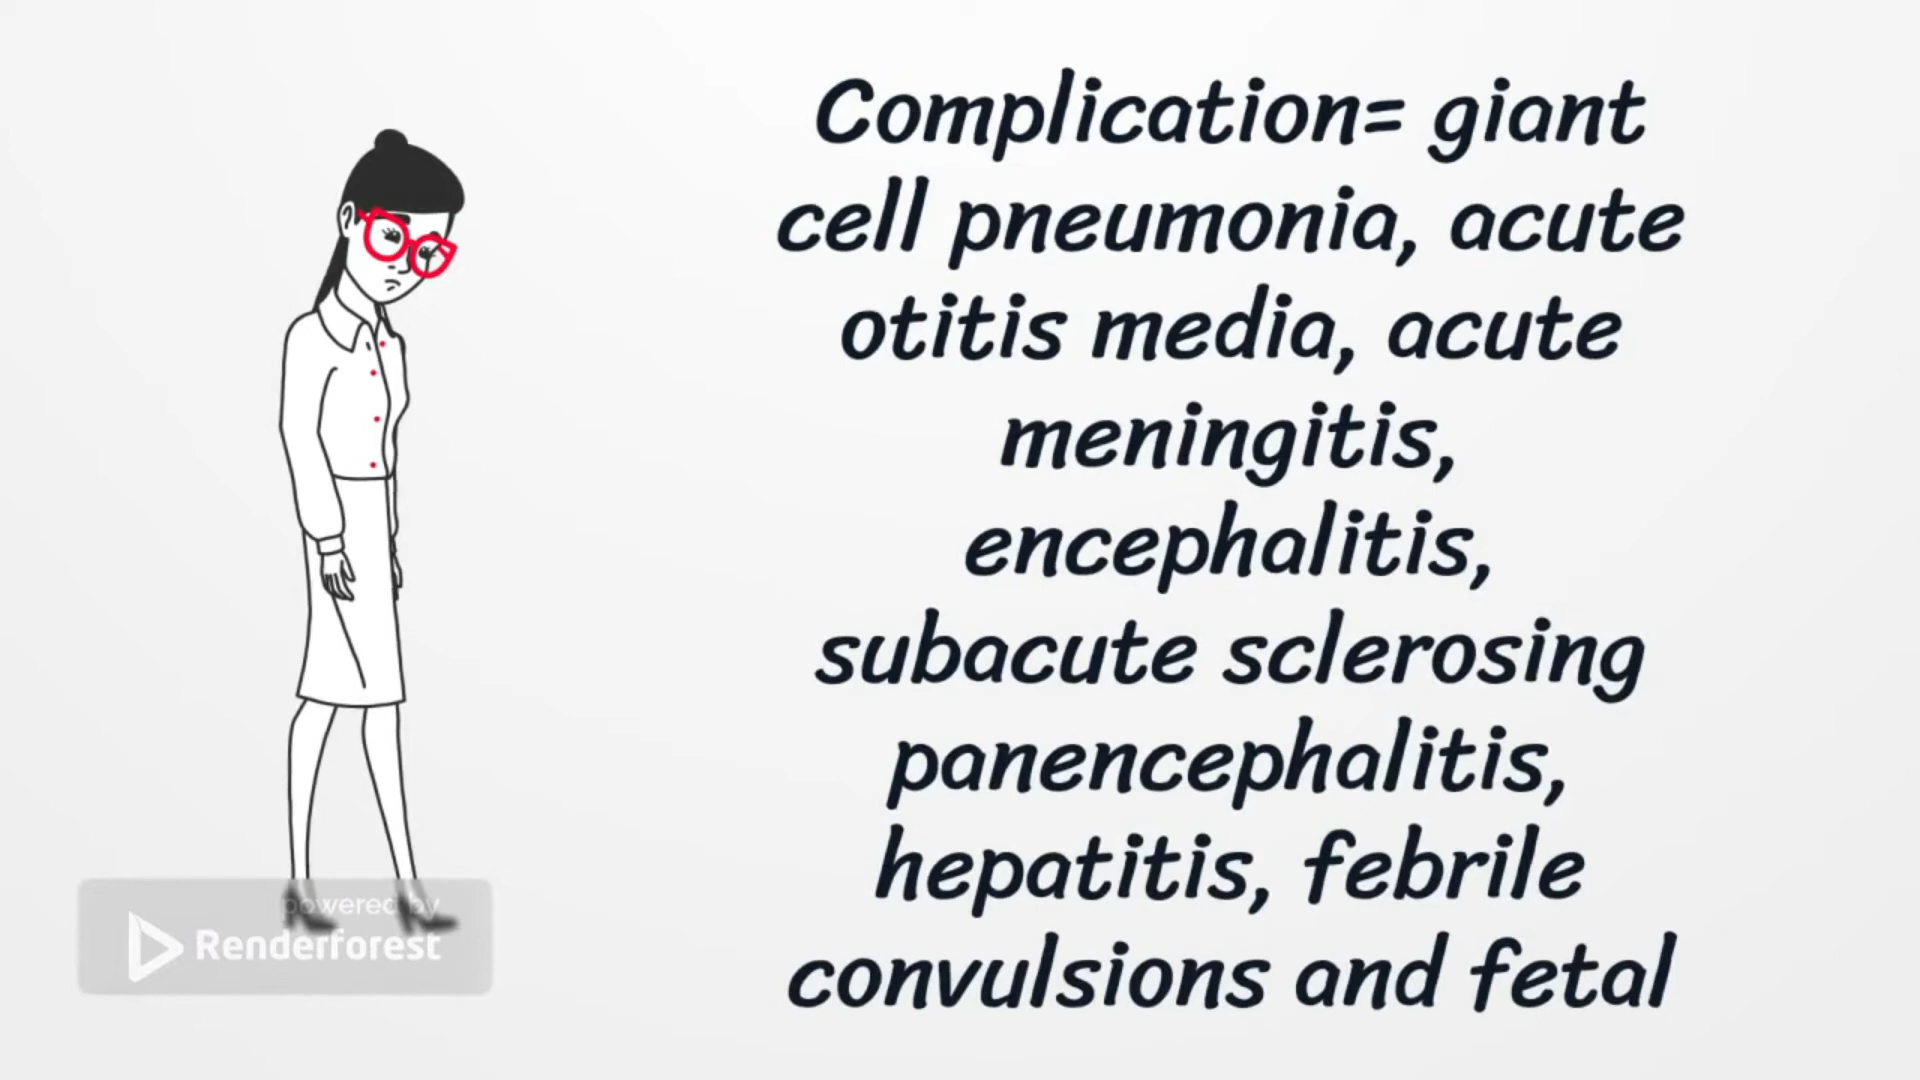 Complication= giant
cell pneumonia, acute
otitis media, acute
meningitis,
encephalitis,
subacute sclerosing
panencephalitis,
hepatitis, febrile
convulsions and fetal
powered by
Renderforest